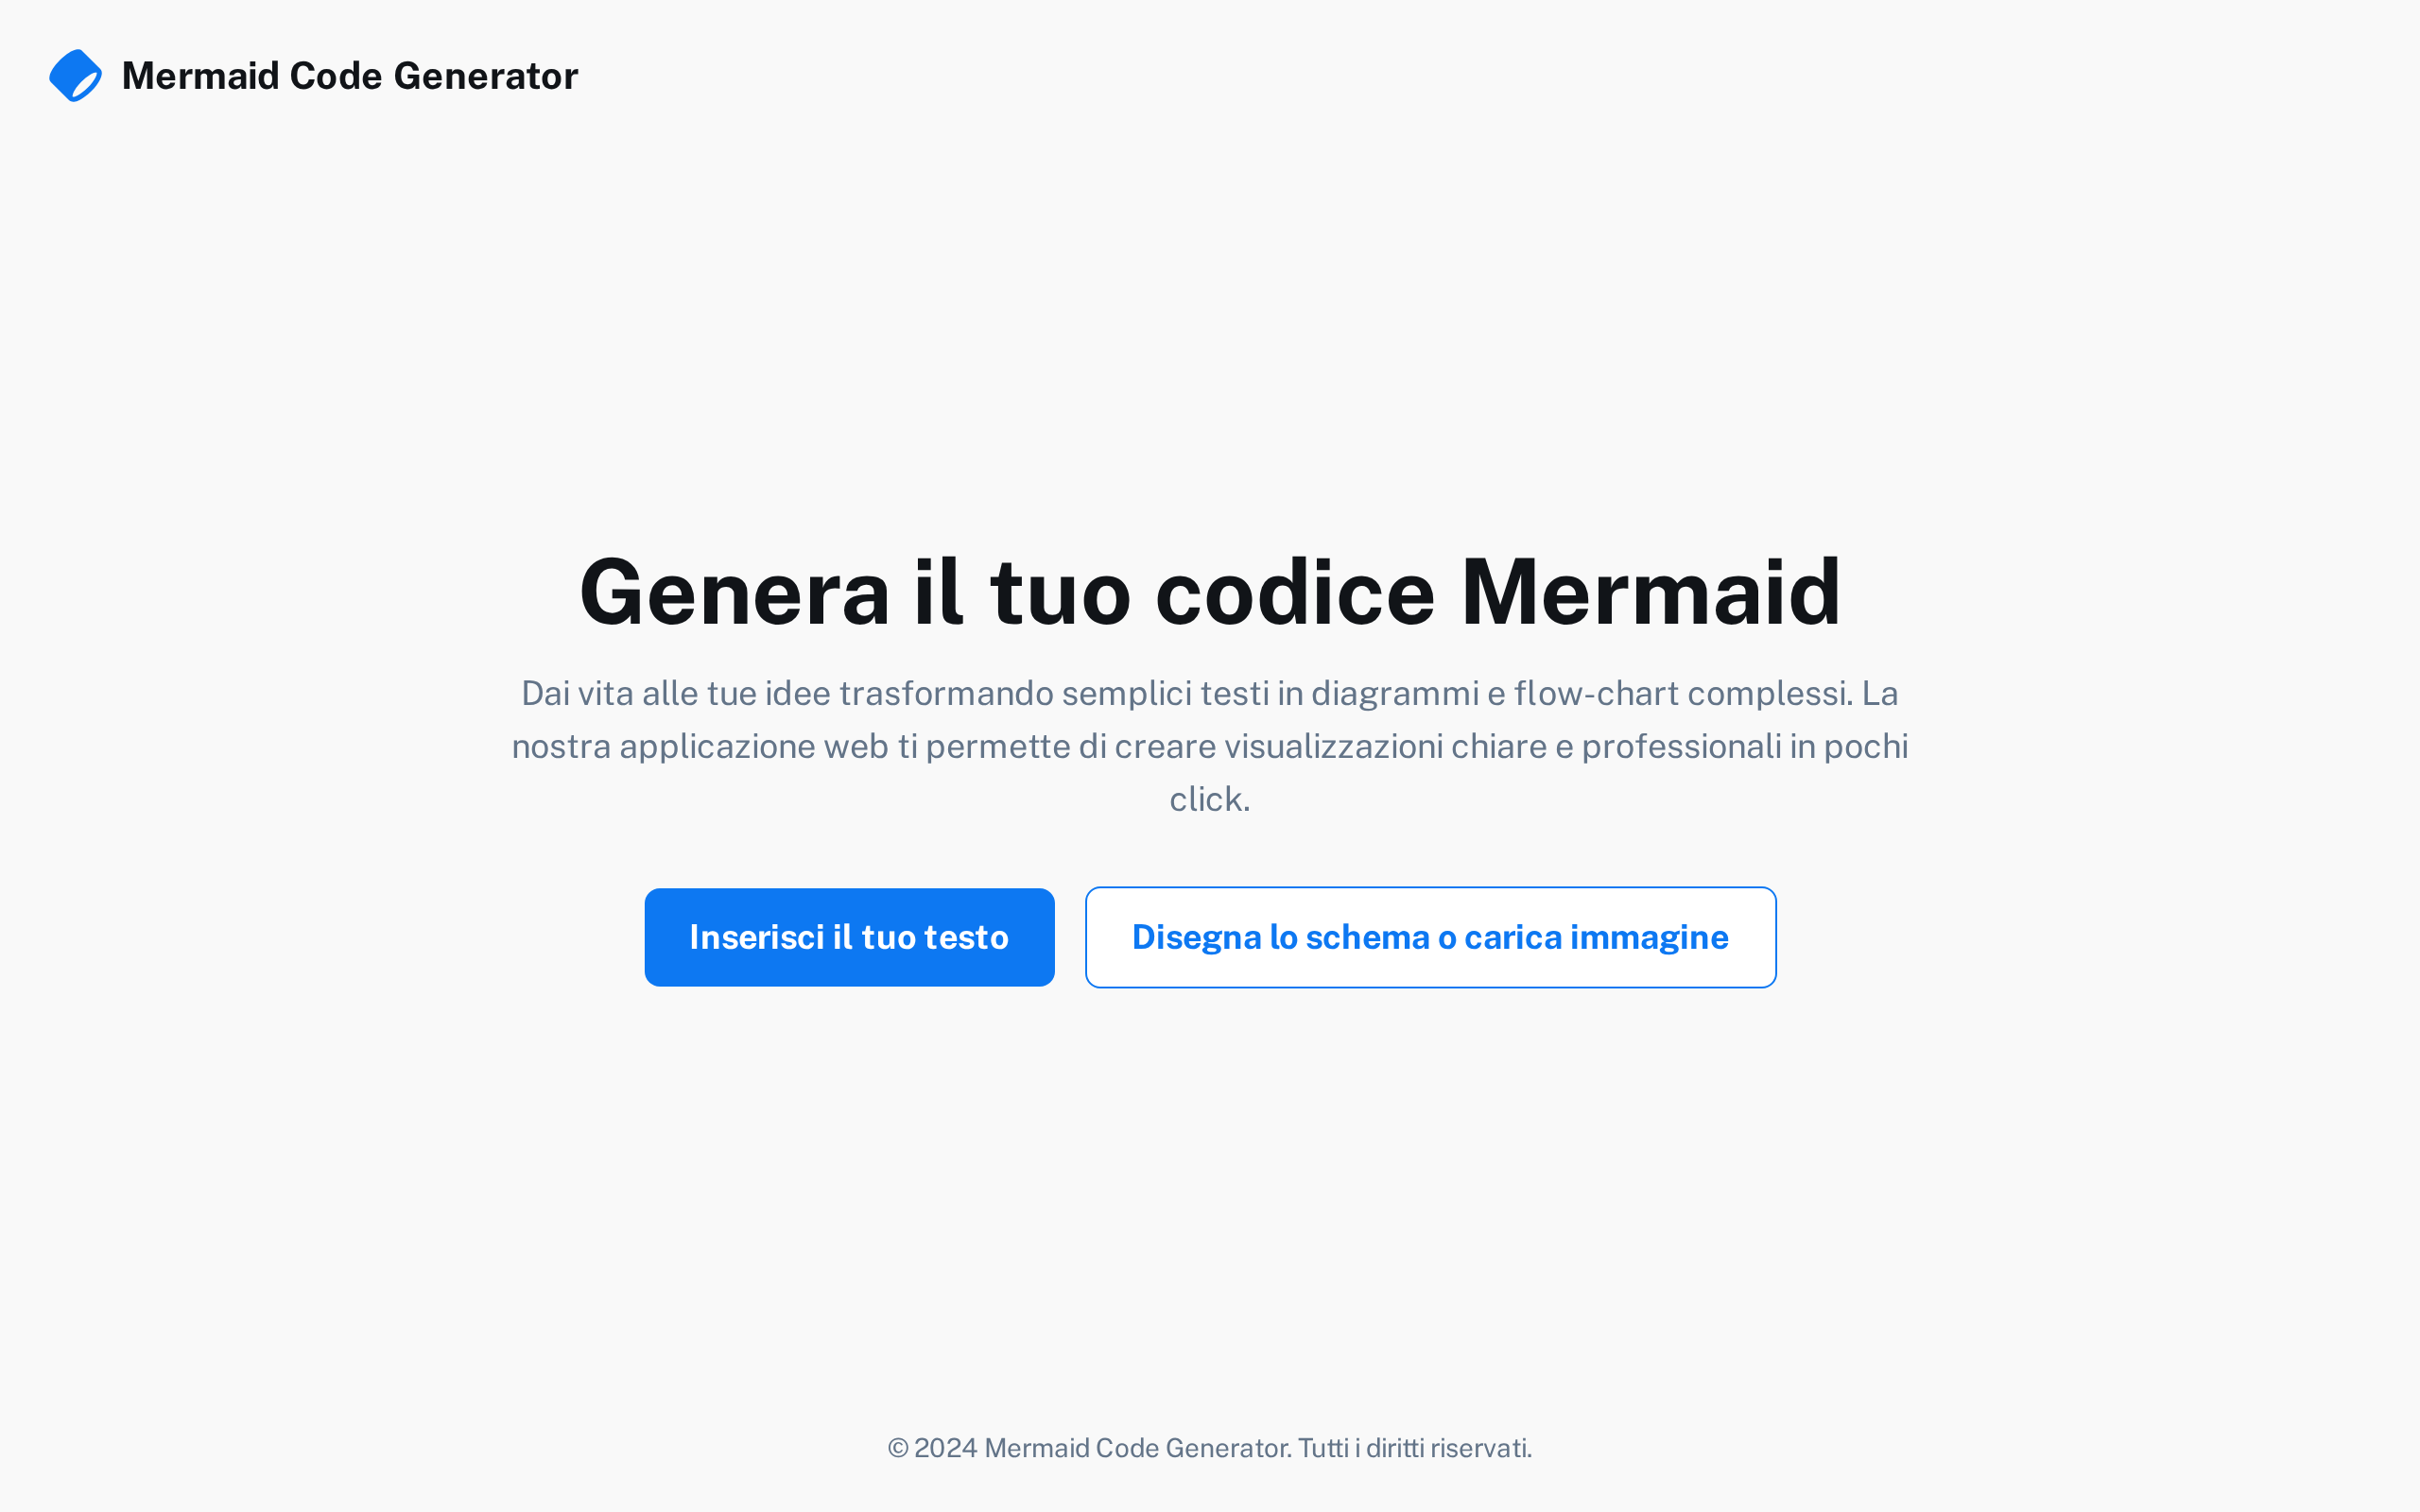 Mermaid Code Generator
Genera il tuo codice Mermaid
Dai vita alle tue idee trasformando semplici testi in diagrammi e flow-chart complessi. La
nostra applicazione web ti permette di creare visualizzazioni chiare e professionali in pochi
click.
Inserisci il tuo testo
Disegna lo schema o carica immagine
© 2024 Mermaid Code Generator. Tutti i diritti riservati.